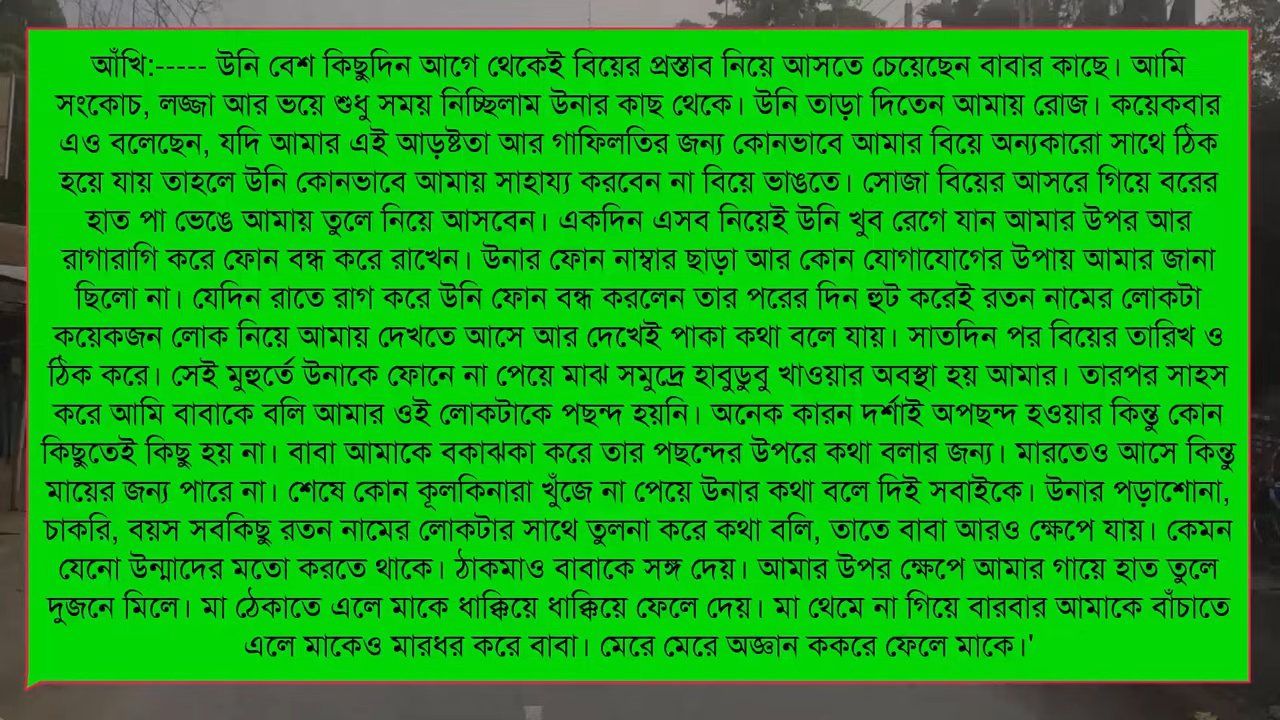 আঁখি:----- উনি বেশ কিছুদিন আগে থেকেই বিয়ের প্রস্তাব নিয়ে আসতে চেয়েছেন বাবার কাছে। আমি
সংকোচ, লজ্জা আর ভয়ে শুধু সময় নিচ্ছিলাম উনার কাছ থেকে। উনি তাড়া দিতেন আমায় রোজ। কয়েকবার
এও বলেছেন, যদি আমার এই আড়ষ্টতা আর গাফিলতির জন্য কোনভাবে আমার বিয়ে অন্যকারো সাথে ঠিক
হয়ে যায় তাহলে উনি কোনভাবে আমায় সাহায্য করবেন না বিয়ে ভাঙতে। সোজা বিয়ের আসরে গিয়ে বরের
হাত পা ভেঙে আমায় তুলে নিয়ে আসবেন। একদিন এসব নিয়েই উনি খুব রেগে যান আমার উপর আর
রাগারাগি করে ফোন বন্ধ করে রাখেন। উনার ফোন নাম্বার ছাড়া আর কোন যোগাযোগের উপায় আমার জানা
ছিলো না। যেদিন রাতে রাগ করে উনি ফোন বন্ধ করলেন তার পরের দিন হুট করেই রতন নামের লোকটা
কয়েকজন লোক নিয়ে আমায় দেখতে আসে আর দেখেই পাকা কথা বলে যায়। সাতদিন পর বিয়ের তারিখ ও
ঠিক করে। সেই মুহুর্তে উনাকে ফোনে না পেয়ে মাঝ সমুদ্রে হাবুডুবু খাওয়ার অবস্থা হয় আমার। তারপর সাহস
করে আমি বাবাকে বলি আমার ওই লোকটাকে পছন্দ হয়নি। অনেক কারন দর্শাই অপছন্দ হওয়ার কিন্তু কোন
কিছুতেই কিছু হয় না। বাবা আমাকে বকাঝকা করে তার পছন্দের উপরে কথা বলার জন্য। মারতেও আসে কিন্তু
মায়ের জন্য পারে না। শেষে কোন কূলকিনারা খুঁজে না পেয়ে উনার কথা বলে দিই সবাইকে। উনার পড়াশোনা,
চাকরি, বয়স সবকিছু রতন নামের লোকটার সাথে তুলনা করে কথা বলি, তাতে বাবা আরও ক্ষেপে যায়। কেমন
যেনো উন্মাদের মতো করতে থাকে। ঠাকমাও বাবাকে সঙ্গ দেয়। আমার উপর ক্ষেপে আমার গায়ে হাত তুলে
দুজনে মিলে। মা ঠেকাতে এলে মাকে ধাক্কিয়ে ধাক্কিয়ে ফেলে দেয়। মা থেমে না গিয়ে বারবার আমাকে বাঁচাতে
এলে মাকেও মারধর করে বাবা। মেরে মেরে অজ্ঞান ককরে ফেলে মাকে।'